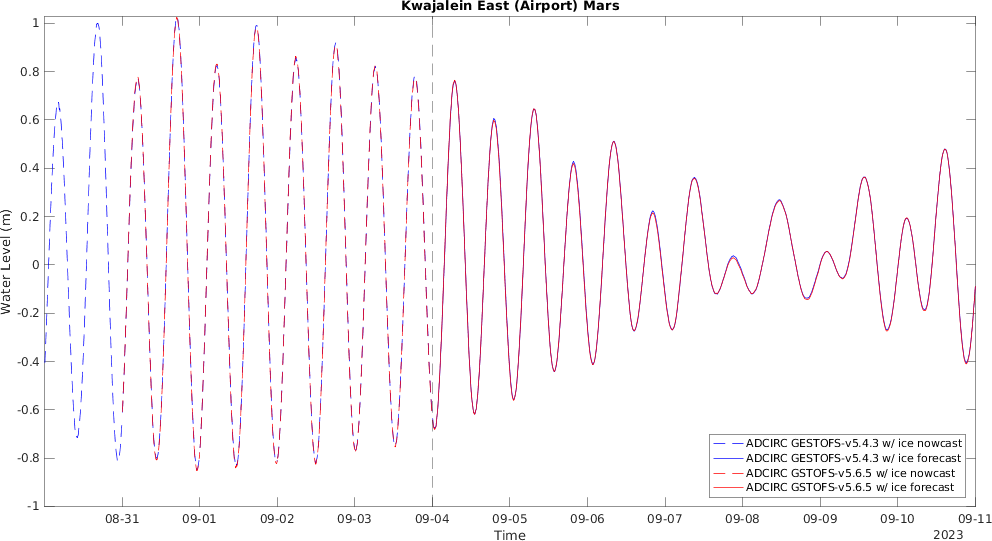 Kwajalein East (Airport) Mars
1
0.8
0.6
0.4
0.2
0
-0.2
-0.4
-0.6
-0.8
-1
Water Level (m)
ADCIRC GESTOFS-v5.4.3 w/ ice nowcast
ADCIRC GESTOFS-v5.4.3 w/ ice forecast
ADCIRC GSTOFS-v5.6.5 w/ ice nowcast
ADCIRC GSTOFS-v5.6.5 w/ ice forecast
08-31 09-01 09-02 09-03 09-04 09-05 09-06 09-07 09-08 09-09 09-10 09-11
Time
2023